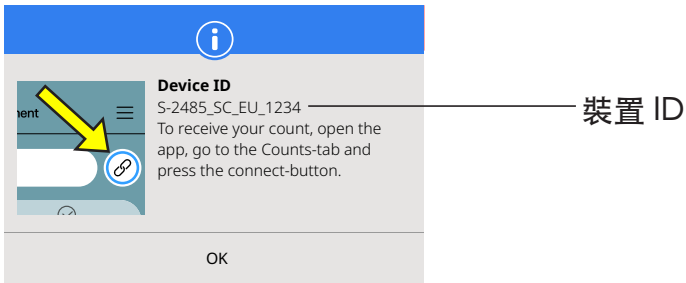 ment
Device ID
S-2485_SC_EU_1234
裝置 ID
To receive your count, open the
app, go to the Counts-tab and
press the connect-button.
OK